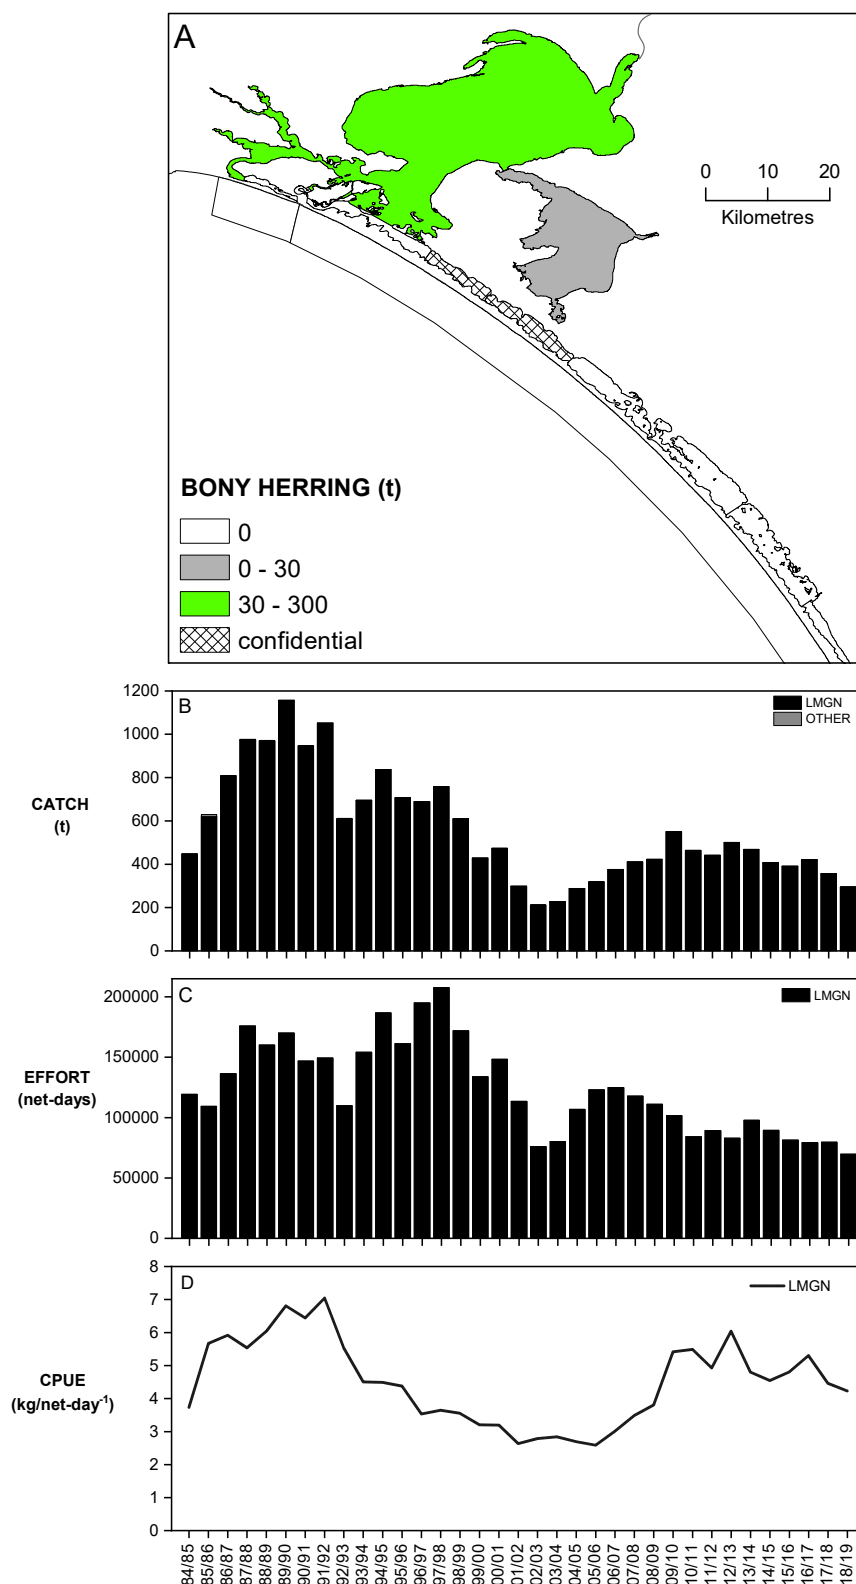 A
0 10 20
Kilometres
BONY HERRING (t)
0
0 - 30
30 - 300
confidential
B
LMGN
OTHER
CATCH
(t)
1200
1000
800
600
400
200
0
C
LMGN
EFFORT
(net-days)
200000
150000
100000
50000
0
D
LMGN
CPUE
(kg/net-day-1)
8
7
6
5
4
3
2
1
0
84/85
85/86
86/87
87/88
88/89
89/90
90/91
91/92
92/93
93/94
94/95
95/96
96/97
97/98
98/99
99/00
00/01
01/02
02/03
03/04
04/05
05/06
06/07
07/08
08/09
09/10
10/11
11/12
12/13
13/14
14/15
15/16
16/17
17/18
18/19